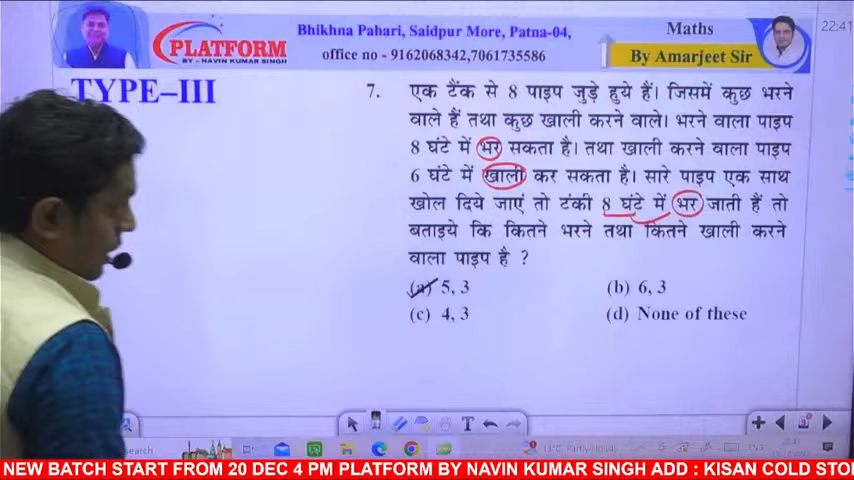 Bhikhna Pahari, Saidpur More, Patna-04,
office no - 9162068342,7061735586
PLATFORM
BY - NAVIN KUMAR SINGH
Maths
By Amarjeet Sir
22:41
TYPE–III
7. एक टैंक से 8 पाइप जुड़े हुये हैं। जिसमें कुछ भरने
वाले हैं तथा कुछ खाली करने वाले। भरने वाला पाइप
8 घंटे में भर सकता है। तथा खाली करने वाला पाइप
6 घंटे में खाली कर सकता है। सारे पाइप एक साथ
खोल दिये जाएं तो टंकी 8 घंटे में भर जाती हैं तो
बताइये कि कितने भरने तथा कितने खाली करने
वाला पाइप है ?
(a) 5, 3
(b) 6, 3
(c) 4, 3
(d) None of these
search
NEW BATCH START FROM 20 DEC 4 PM PLATFORM BY NAVIN KUMAR SINGH ADD : KISAN COLD STO